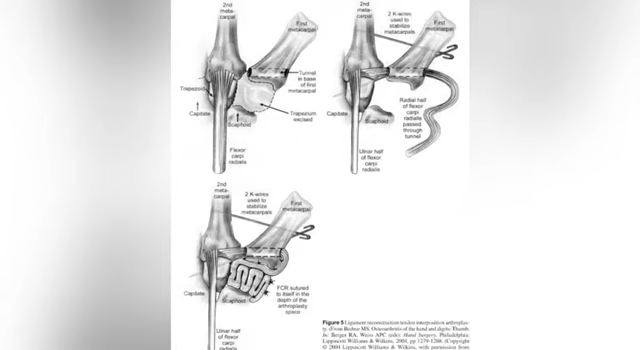 2nd
meta-
carpal
First
metacarpal
Tunnel
in base
of first
metacarpal
Trapezoid
Capitate
Scaphoid
Trapezium
excised
Flexor
carpi
radialis
2nd
meta-
carpal
2 K-wires
used to
stabilize
metacarpals
First
metacarpal
Radial half
of flexor
carpi
radialis
passed
through
tunnel
Capitate
Scaphoid
Ulnar half
of flexor
carpi
radialis
2nd
meta-
carpal
2 K-wires
used to
stabilize
metacarpals
First
metacarpal
Capitate
Scaphoid
FCR sutured
to itself in the
depth of the
arthroplasty
space
Ulnar half
of flexor
carpi
radialis
Figure 5 Ligament reconstruction tendon interposition arthroplas-
ty. (From Bednar MS. Osteoarthritis of the hand and digits: Thumb.
In: Berger RA, Weiss APC (eds): Hand Surgery. Philadelphia:
Lippincott Williams & Wilkins, 2004, pp 1279-1288. (Copyright
© 2004 Lippincott Williams & Wilkins, with permission from